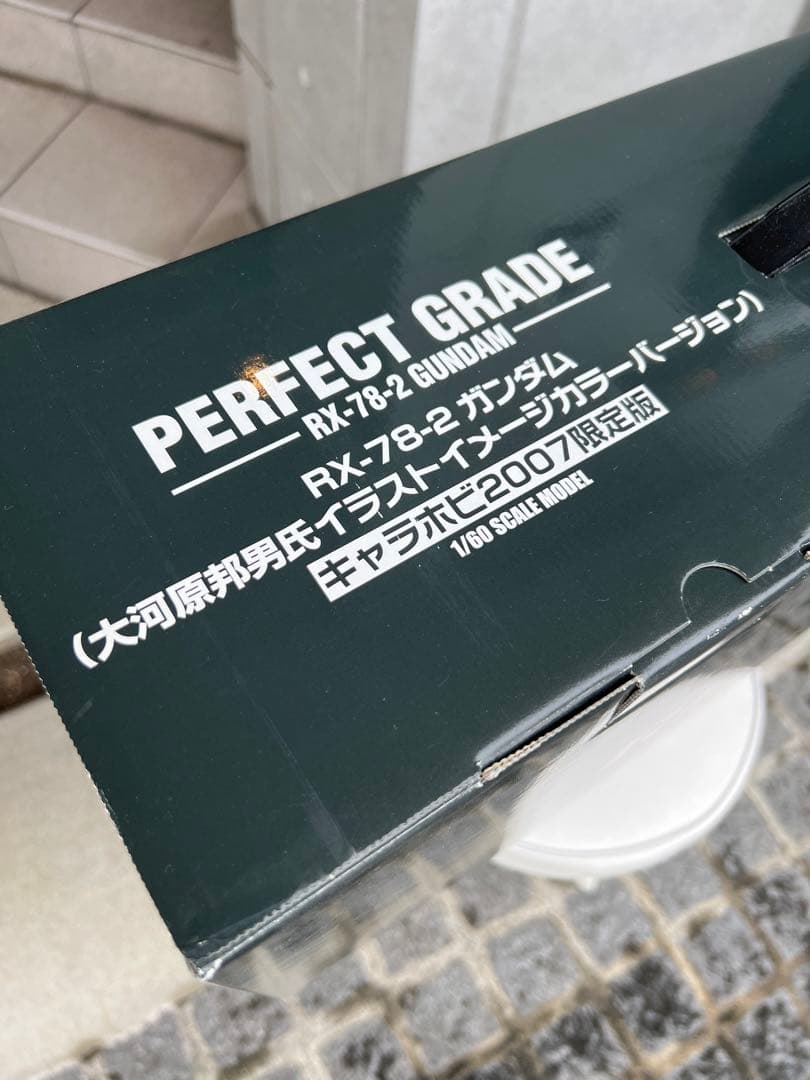 PERFECT GRADE
RX-78-2 GUNDAM
RX-78-2 ガンダム
(大河原邦男氏イラストイメージカラーバージョン)
キャラホビ2007限定版
1/60 SCALE MODEL